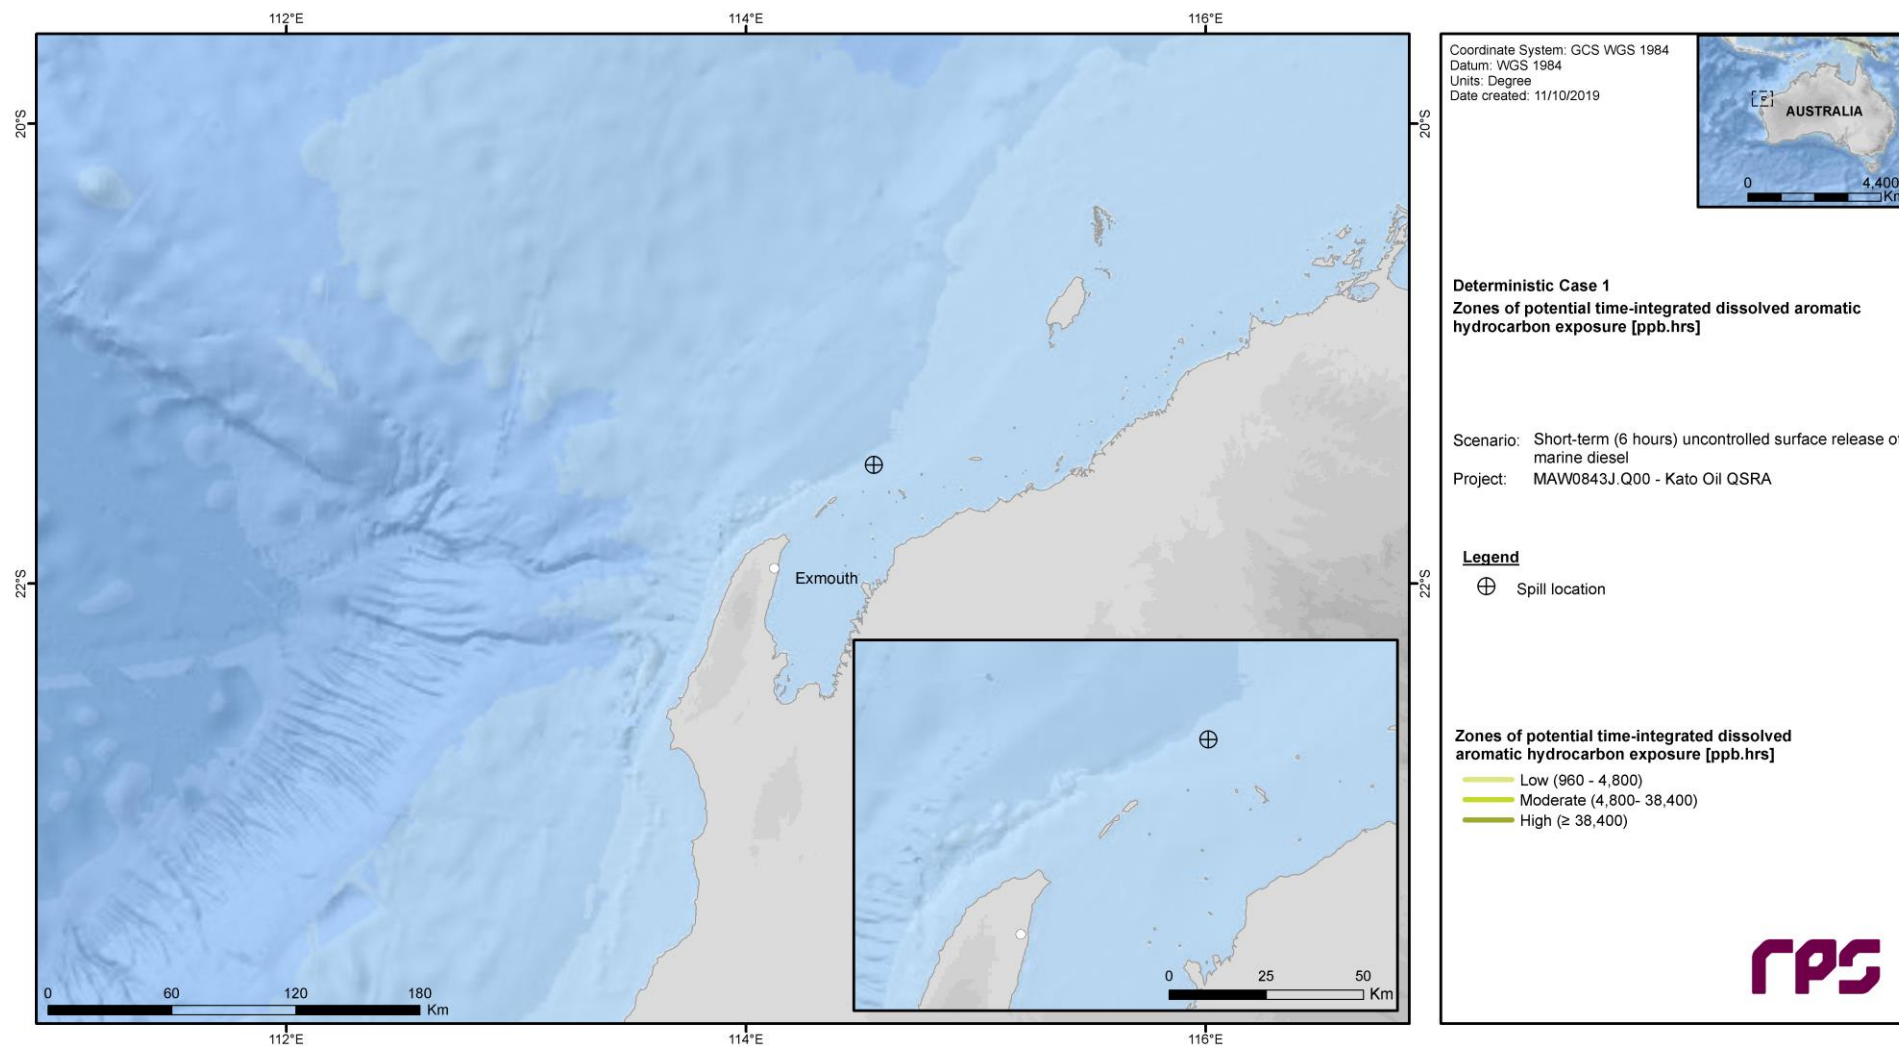 112°E
114°E
116°E
20°S
20°S
22°S
22°S
Exmouth
0 60 120 180
Km
0 25 50
Km
112°E
114°E
116°E
Coordinate System: GCS WGS 1984
Datum: WGS 1984
Units: Degree
Date created: 11/10/2019
AUSTRALIA
0 4,400
Km
Deterministic Case 1
Zones of potential time-integrated dissolved aromatic
hydrocarbon exposure [ppb.hrs]
Scenario: Short-term (6 hours) uncontrolled surface release of
marine diesel
Project: MAW0843J.Q00 - Kato Oil QSRA
Legend
Spill location
Zones of potential time-integrated dissolved
aromatic hydrocarbon exposure [ppb.hrs]
Low (960 - 4,800)
Moderate (4,800- 38,400)
High (≥ 38,400)
rps